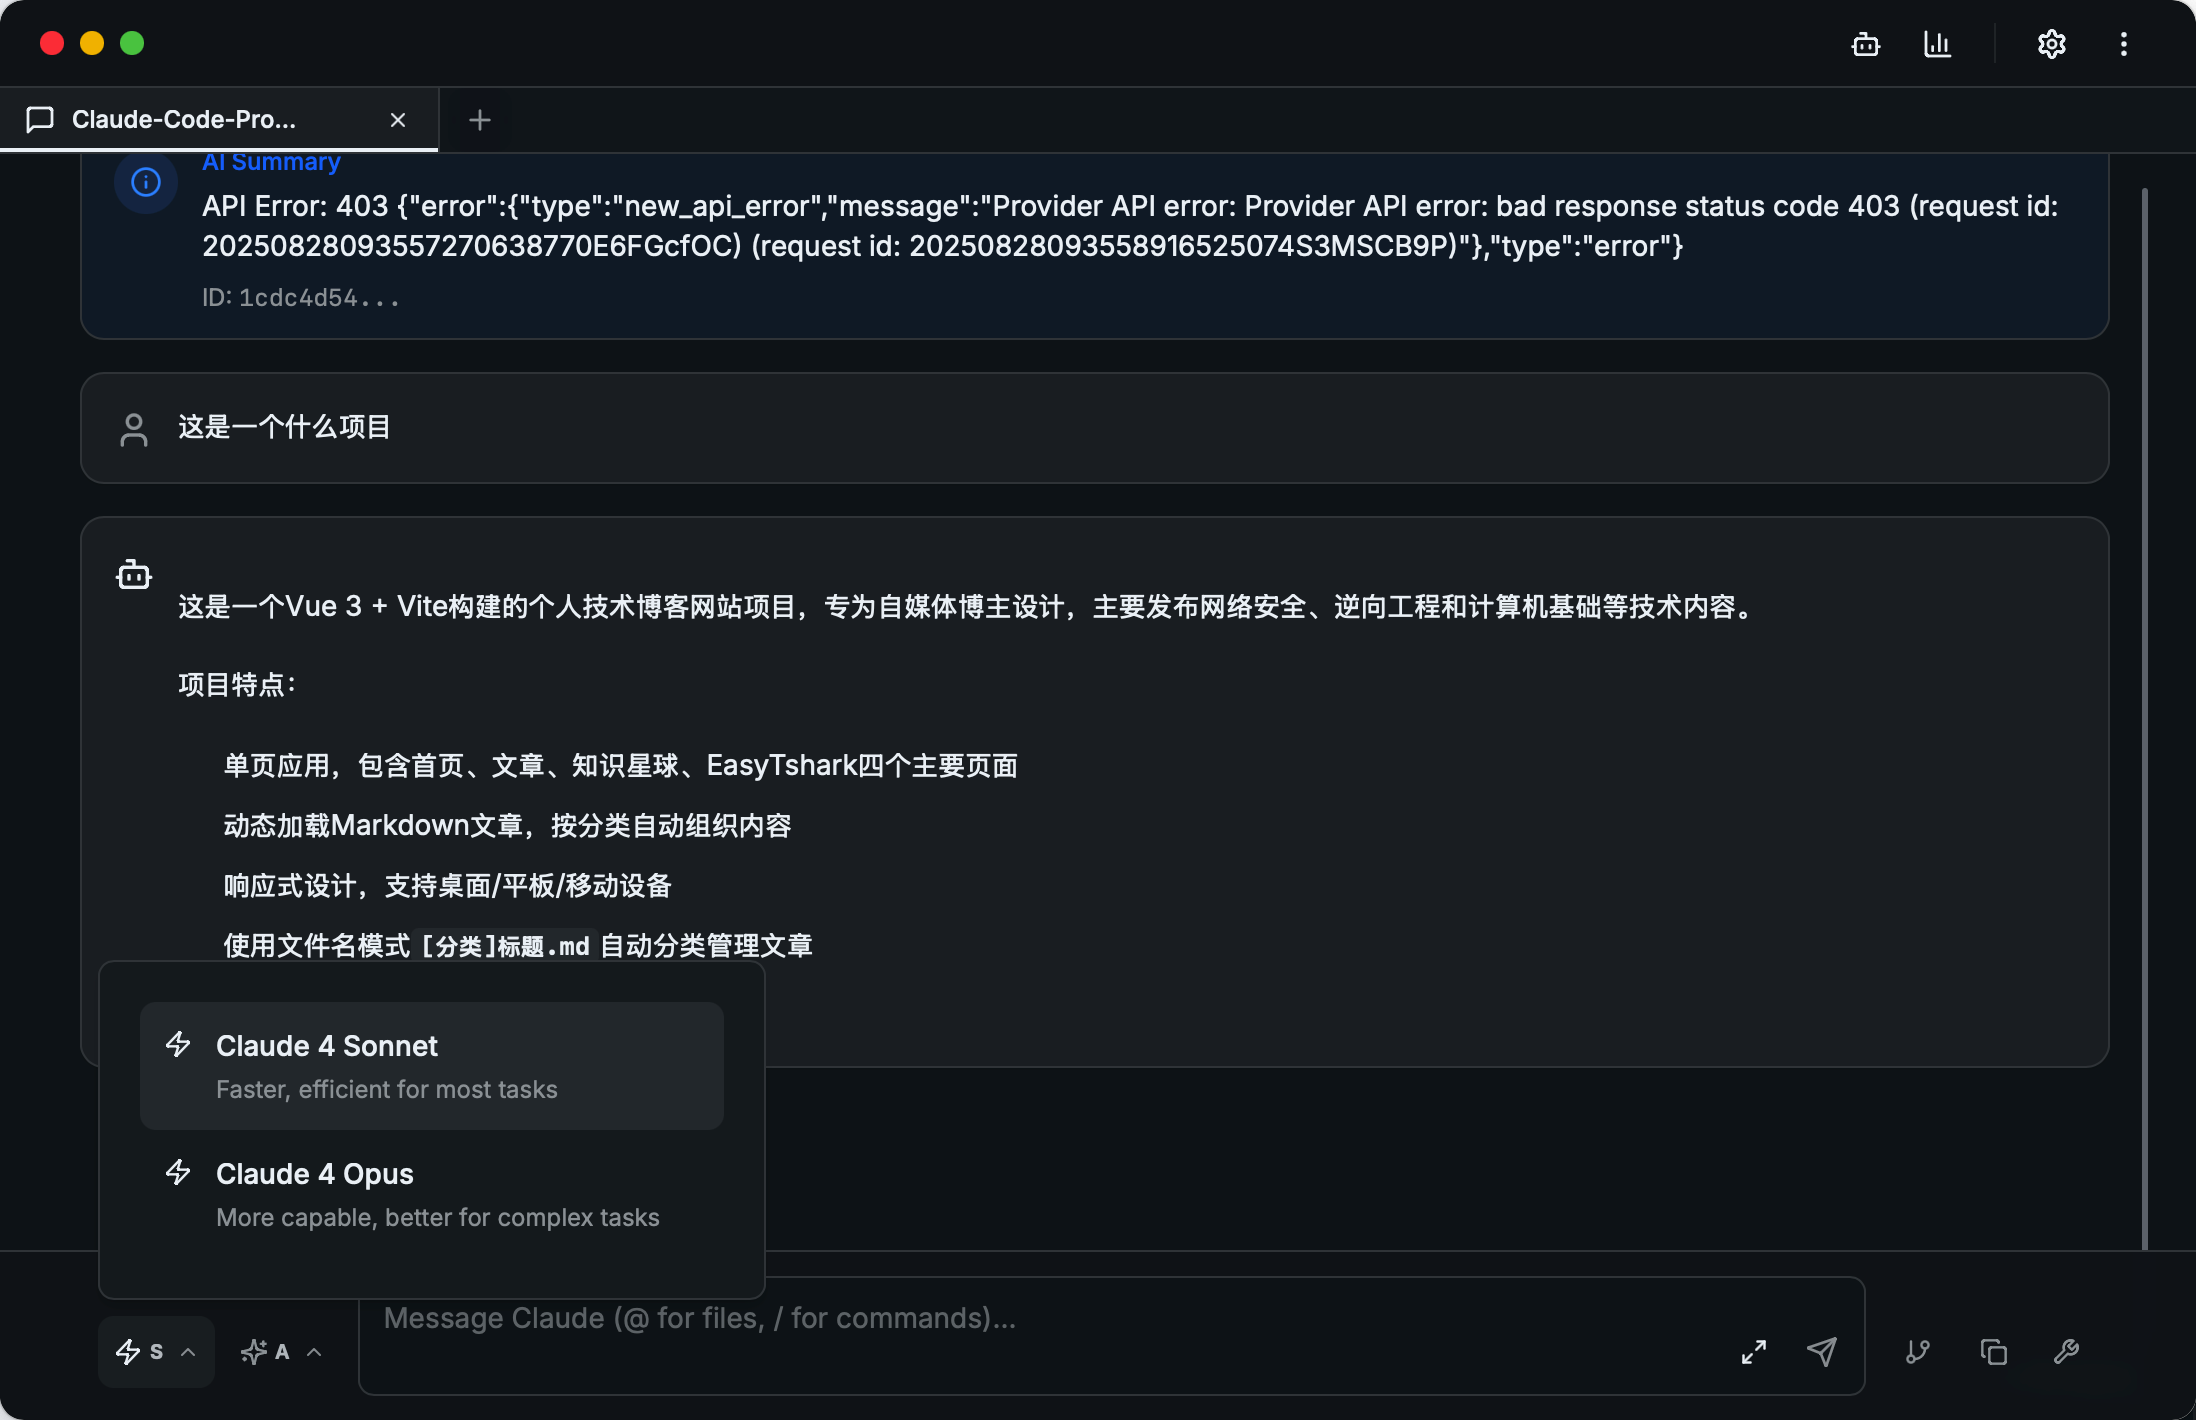 Claude-Code-Pro...
AI Summary
API Error: 403 {"error":{"type":"new_api_error","message":"Provider API error: Provider API error: bad response status code 403 (request id:
20250828093557270638770E6FGcfOC) (request id: 20250828093558916525074S3MSCB9P)"},"type":"error"}
ID: 1cdc4d54...
这是一个什么项目
这是一个Vue 3 + Vite构建的个人技术博客网站项目，专为自媒体博主设计，主要发布网络安全、逆向工程和计算机基础等技术内容。
项目特点：
单页应用，包含首页、文章、知识星球、EasyTshark四个主要页面
动态加载Markdown文章，按分类自动组织内容
响应式设计，支持桌面/平板/移动设备
使用文件名模式 [分类]标题.md 自动分类管理文章
Claude 4 Sonnet
Faster, efficient for most tasks
Claude 4 Opus
More capable, better for complex tasks
Message Claude (@ for files, / for commands)...
S
A